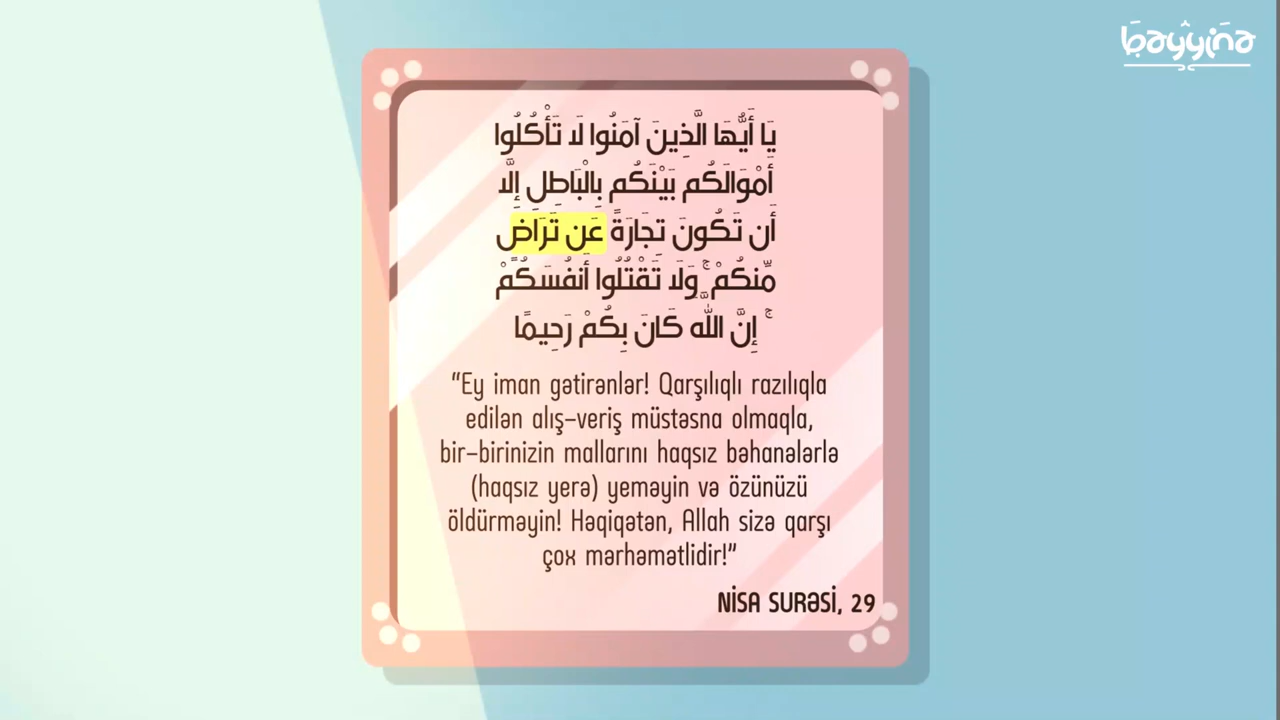 bayyina
يَا أَيُّهَا الَّذِينَ آمَنُوا لَا تَأْكُلُوا
أَمْوَالَكُم بَيْنَكُم بِالْبَاطِلِ إِلَّا
أَن تَكُونَ تِجَارَةً عَن تَرَاضٍ
مِّنكُمْ ۚ وَلَا تَقْتُلُوا أَنفُسَكُمْ
ۚ إِنَّ اللَّهَ كَانَ بِكُمْ رَحِيمًا
“Ey iman gətirənlər! Qarşılıqlı razılıqla
edilən alış-veriş müstəsna olmaqla,
bir-birinizin mallarını haqsız bəhanələrlə
(haqsız yerə) yeməyin və özünüzü
öldürməyin! Həqiqətən, Allah sizə qarşı
çox mərhəmətlidir!”
NİSA SURƏSİ, 29